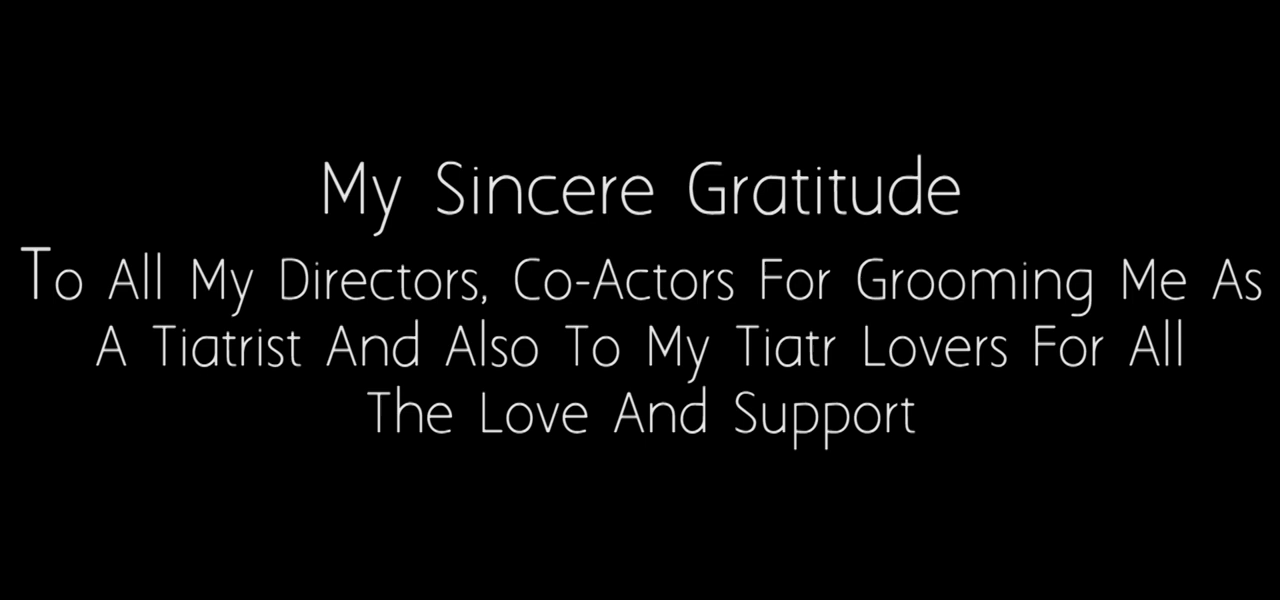 My Sincere Gratitude
To All My Directors, Co-Actors For Grooming Me As
A Tiatrist And Also To My Tiatr Lovers For All
The Love And Support